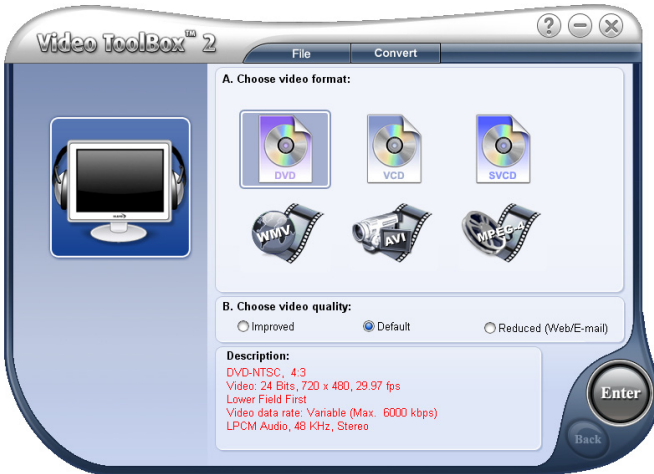 Video ToolBox™ 2
?
File
Convert
A. Choose video format:
DVD
VCD
SVCD
WMV
AVI
MPEG-4
B. Choose video quality:
Improved
Default
Reduced (Web/E-mail)
Description:
DVD-NTSC, 4:3
Video: 24 Bits, 720 x 480, 29.97 fps
Lower Field First
Video data rate: Variable (Max. 6000 kbps)
LPCM Audio, 48 KHz, Stereo
Enter
Back